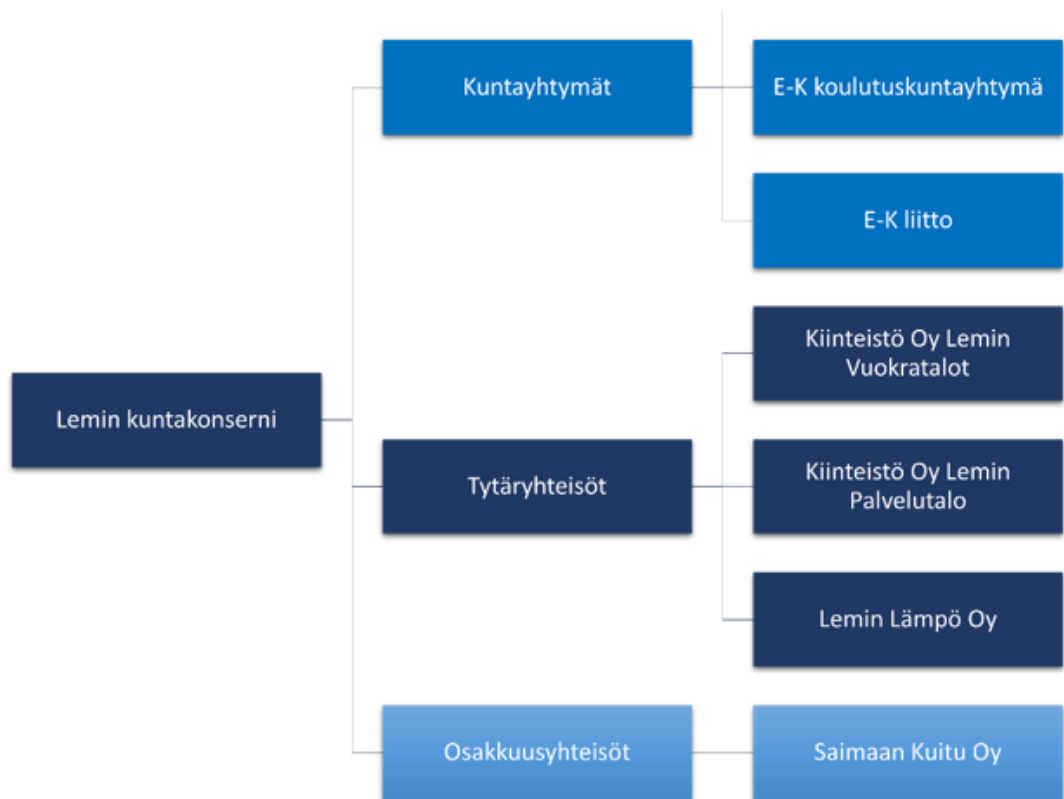 Kuntayhtymät
E-K koulutuskuntayhtymä
E-K liitto
Lemin kuntakonserni
Tytäryhteisöt
Kiinteistö Oy Lemin
Vuokratalot
Kiinteistö Oy Lemin
Palvelutalo
Lemin Lämpö Oy
Osakkuusyhteisöt
Saimaan Kuitu Oy